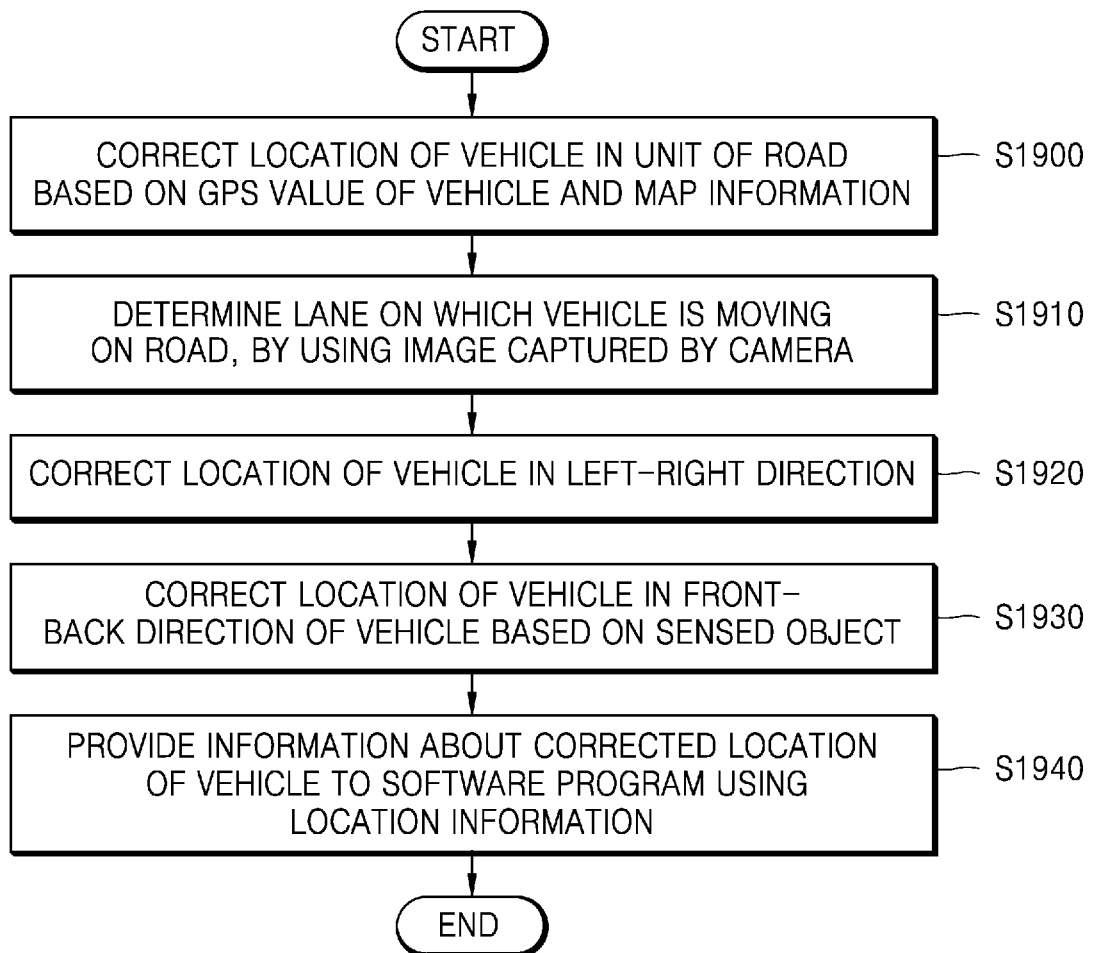 START
CORRECT LOCATION OF VEHICLE IN UNIT OF ROAD
BASED ON GPS VALUE OF VEHICLE AND MAP INFORMATION
S1900
DETERMINE LANE ON WHICH VEHICLE IS MOVING
ON ROAD, BY USING IMAGE CAPTURED BY CAMERA
S1910
CORRECT LOCATION OF VEHICLE IN LEFT-RIGHT DIRECTION
S1920
CORRECT LOCATION OF VEHICLE IN FRONT-
BACK DIRECTION OF VEHICLE BASED ON SENSED OBJECT
S1930
PROVIDE INFORMATION ABOUT CORRECTED LOCATION
OF VEHICLE TO SOFTWARE PROGRAM USING
LOCATION INFORMATION
S1940
END